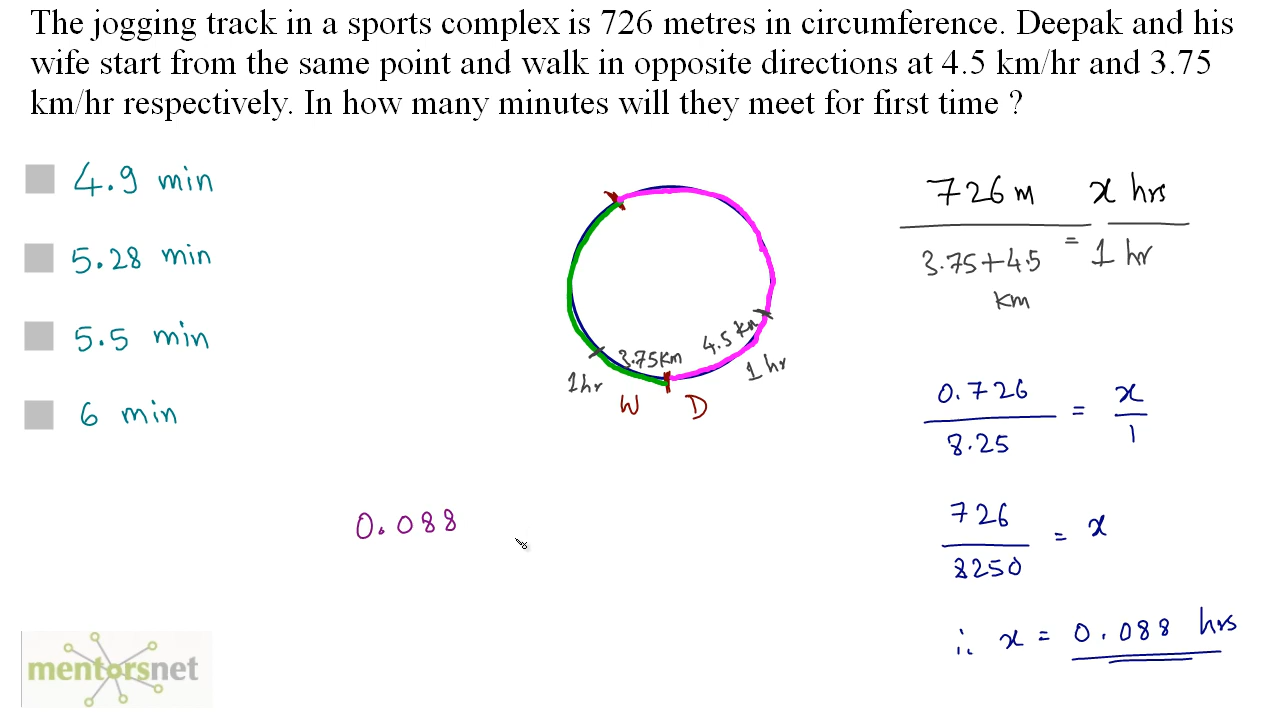 The jogging track in a sports complex is 726 metres in circumference. Deepak and his
wife start from the same point and walk in opposite directions at 4.5 km/hr and 3.75
km/hr respectively. In how many minutes will they meet for first time ?
4.9 min
5.28 min
5.5 min
6 min
3.75Km
4.5 km
1hr
1 hr
W D
726 m x hrs
3.75+4.5 = 1 hr
km
0.726 = x
8.25 1
726 = x
8250
∴ x = 0.088 hrs
0.088
mentorsnet